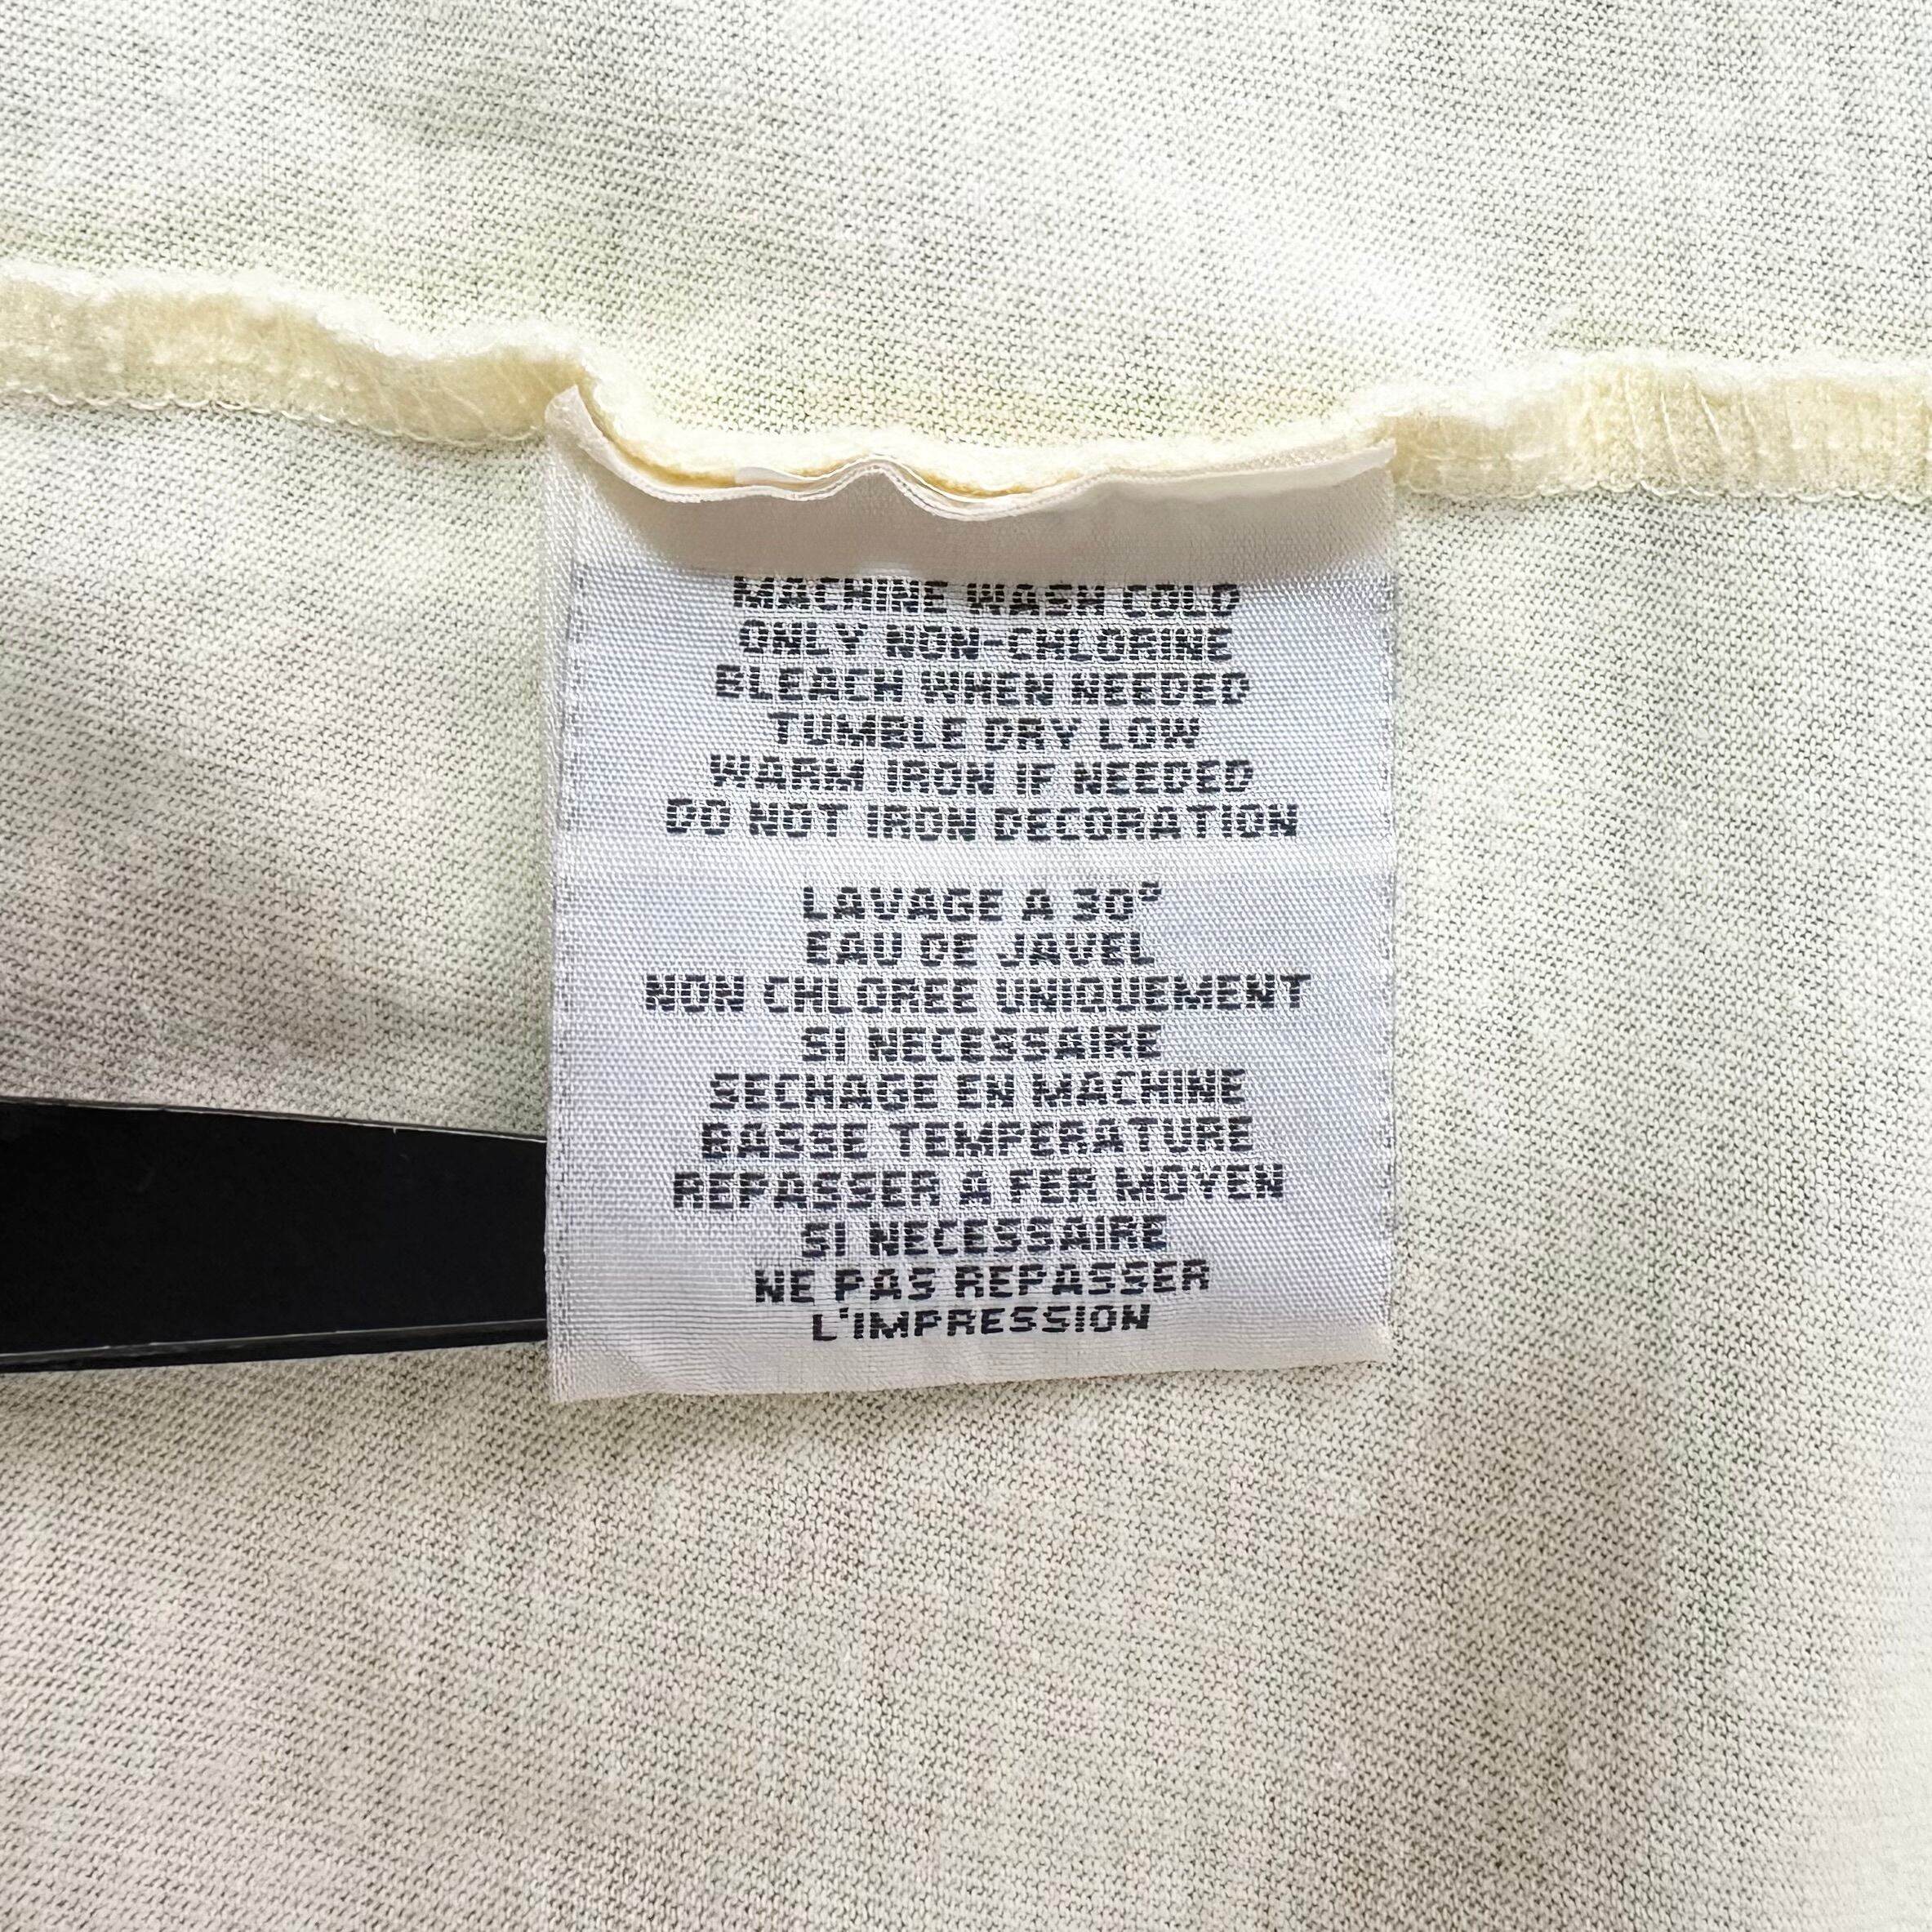 MACHINE WASH COLD
ONLY NON-CHLORINE
BLEACH WHEN NEEDED
TUMBLE DRY LOW
WARM IRON IF NEEDED
DO NOT IRON DECORATION
LAVAGE A 30°
EAU DE JAVEL
NON CHLOREE UNIQUEMENT
SI NECESSAIRE
SECHAGE EN MACHINE
BASSE TEMPERATURE
REPASSER A FER MOYEN
SI NECESSAIRE
NE PAS REPASSER
L'IMPRESSION